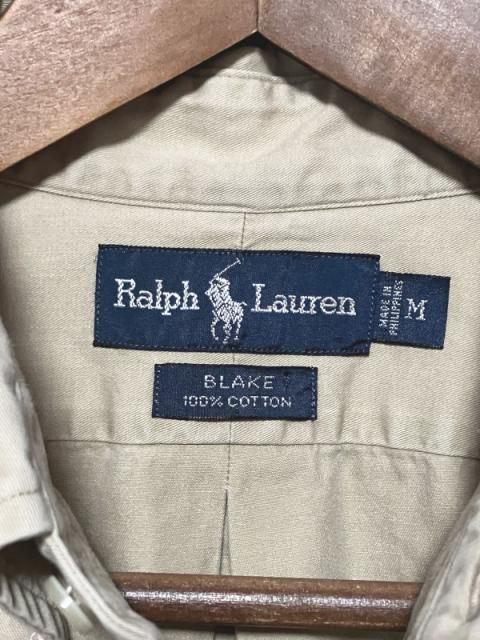 Ralph Lauren
MADE IN
PHILIPPINES
M
BLAKE
100% COTTON